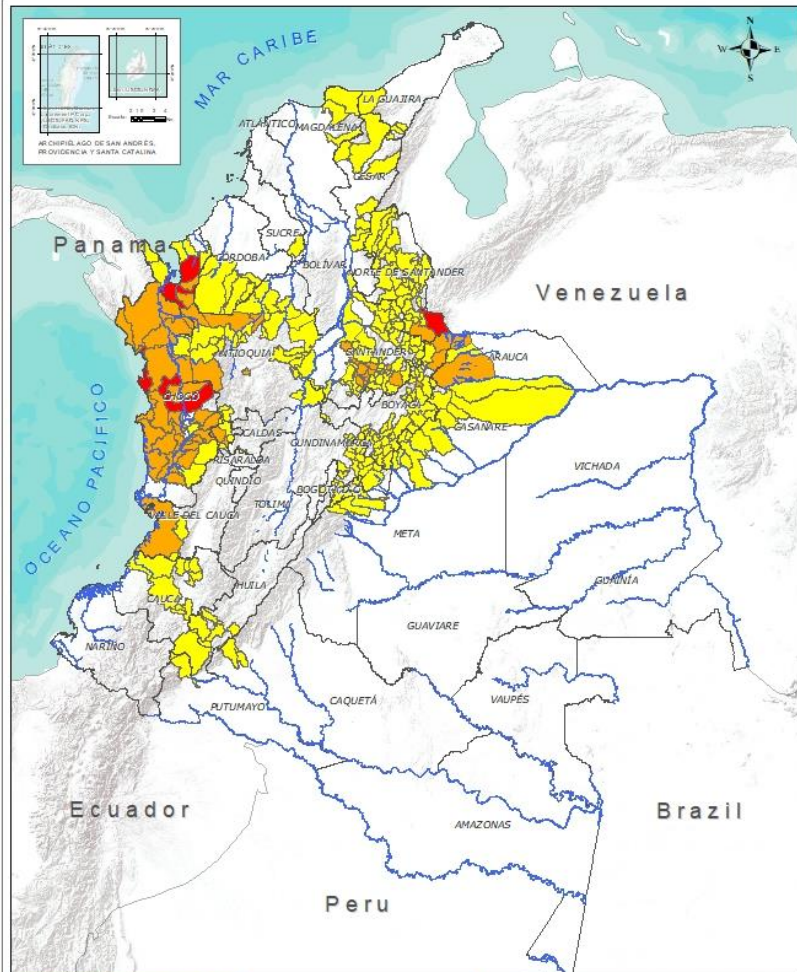 ARCHIPIÉLAGO DE SAN ANDRÉS,
PROVIDENCIA Y SANTA CATALINA
N
W
E
S
MAR CARIBE
LA GUAJIRA
ATLÁNTICO
MAGDALENA
CESAR
SUCRE
Panama
CÓRDOBA
BOLÍVAR
NORTE DE SANTANDER
Venezuela
ANTIOQUIA
SANTANDER
ARAUCA
CHOCÓ
BOYACÁ
CASANARE
CALDAS
CUNDINAMARCA
RISARALDA
VICHADA
QUINDIO
BOGOTÁ
OCEANO PACIFICO
TOLIMA
VALLE DEL CAUCA
META
HUILA
GUAINÍA
CAUCA
GUAVIARE
NARIÑO
CAQUETÁ
VAUPÉS
PUTUMAYO
Ecuador
Brazil
AMAZONAS
Peru